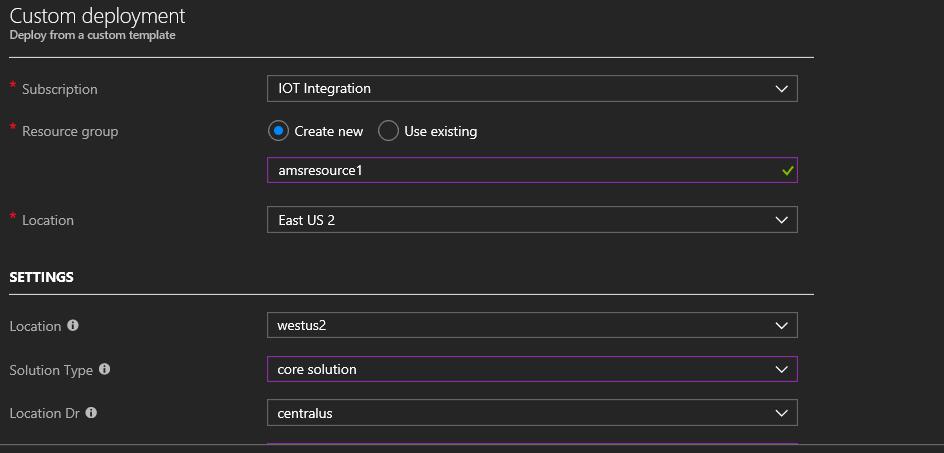 Custom deployment
Deploy from a custom template
* Subscription IOT Integration
* Resource group Create new Use existing
amsresource1
* Location East US 2
SETTINGS
Location westus2
Solution Type core solution
Location Dr centralus